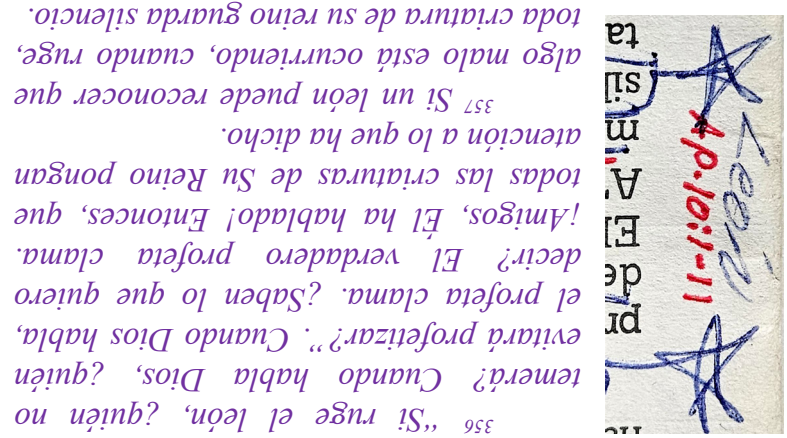 356 “Si ruge el león, ¿quién no
temerá? Cuando habla Dios, ¿quién
evitará profetizar?”. Cuando Dios habla,
el profeta clama. ¿Saben lo que quiero
decir? El verdadero profeta clama.
¡Amigos, Él ha hablado! Entonces, que
todas las criaturas de Su Reino pongan
atención a lo que ha dicho.
357 Si un león puede reconocer que
algo malo está ocurriendo, cuando ruge,
toda criatura de su reino guarda silencio.
pr
de
El
m
sil
ta
León
Ap. 10:1-11